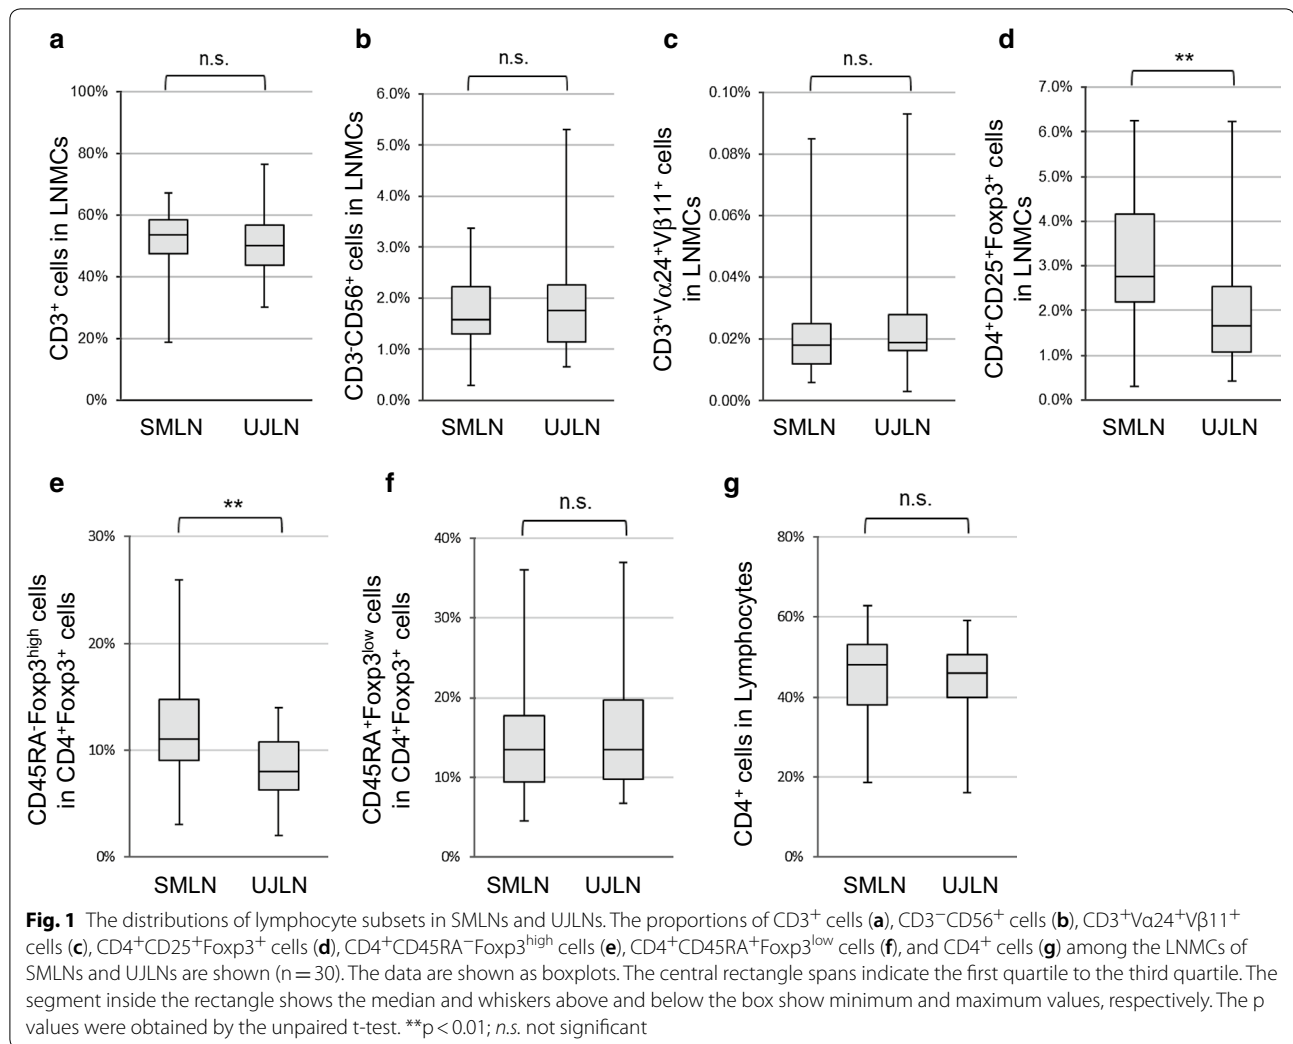 a
n.s.
100%
80%
60%
40%
20%
0%
CD3⁺ cells in LNMCs
SMLN UJLN
b
n.s.
6.0%
5.0%
4.0%
3.0%
2.0%
1.0%
0.0%
CD3⁻CD56⁺ cells in LNMCs
SMLN UJLN
c
n.s.
0.10%
0.08%
0.06%
0.04%
0.02%
0.00%
CD3⁺Vα24⁺Vβ11⁺ cells
in LNMCs
SMLN UJLN
d
**
7.0%
6.0%
5.0%
4.0%
3.0%
2.0%
1.0%
0.0%
CD4⁺CD25⁺Foxp3⁺ cells
in LNMCs
SMLN UJLN
e
**
30%
20%
10%
0%
CD45RA⁻Foxp3ʰⁱᵍʰ cells
in CD4⁺Foxp3⁺ cells
SMLN UJLN
f
n.s.
40%
30%
20%
10%
0%
CD45RA⁺Foxp3ˡᵒʷ cells
in CD4⁺Foxp3⁺ cells
SMLN UJLN
g
n.s.
80%
60%
40%
20%
0%
CD4⁺ cells in Lymphocytes
SMLN UJLN
Fig. 1 The distributions of lymphocyte subsets in SMLNs and UJLNs. The proportions of CD3⁺ cells (a), CD3⁻CD56⁺ cells (b), CD3⁺Vα24⁺Vβ11⁺
cells (c), CD4⁺CD25⁺Foxp3⁺ cells (d), CD4⁺CD45RA⁻Foxp3ʰⁱᵍʰ cells (e), CD4⁺CD45RA⁺Foxp3ˡᵒʷ cells (f), and CD4⁺ cells (g) among the LNMCs of
SMLNs and UJLNs are shown (n = 30). The data are shown as boxplots. The central rectangle spans indicate the first quartile to the third quartile. The
segment inside the rectangle shows the median and whiskers above and below the box show minimum and maximum values, respectively. The p
values were obtained by the unpaired t-test. **p < 0.01; n.s. not significant